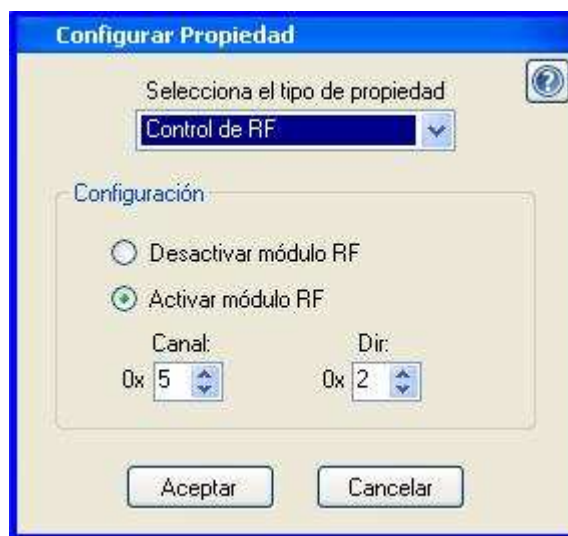 Configurar Propiedad
?
Selecciona el tipo de propiedad
Control de RF
Configuración
Desactivar módulo RF
Activar módulo RF
Canal: Dir:
0x 5 0x 2
Aceptar Cancelar